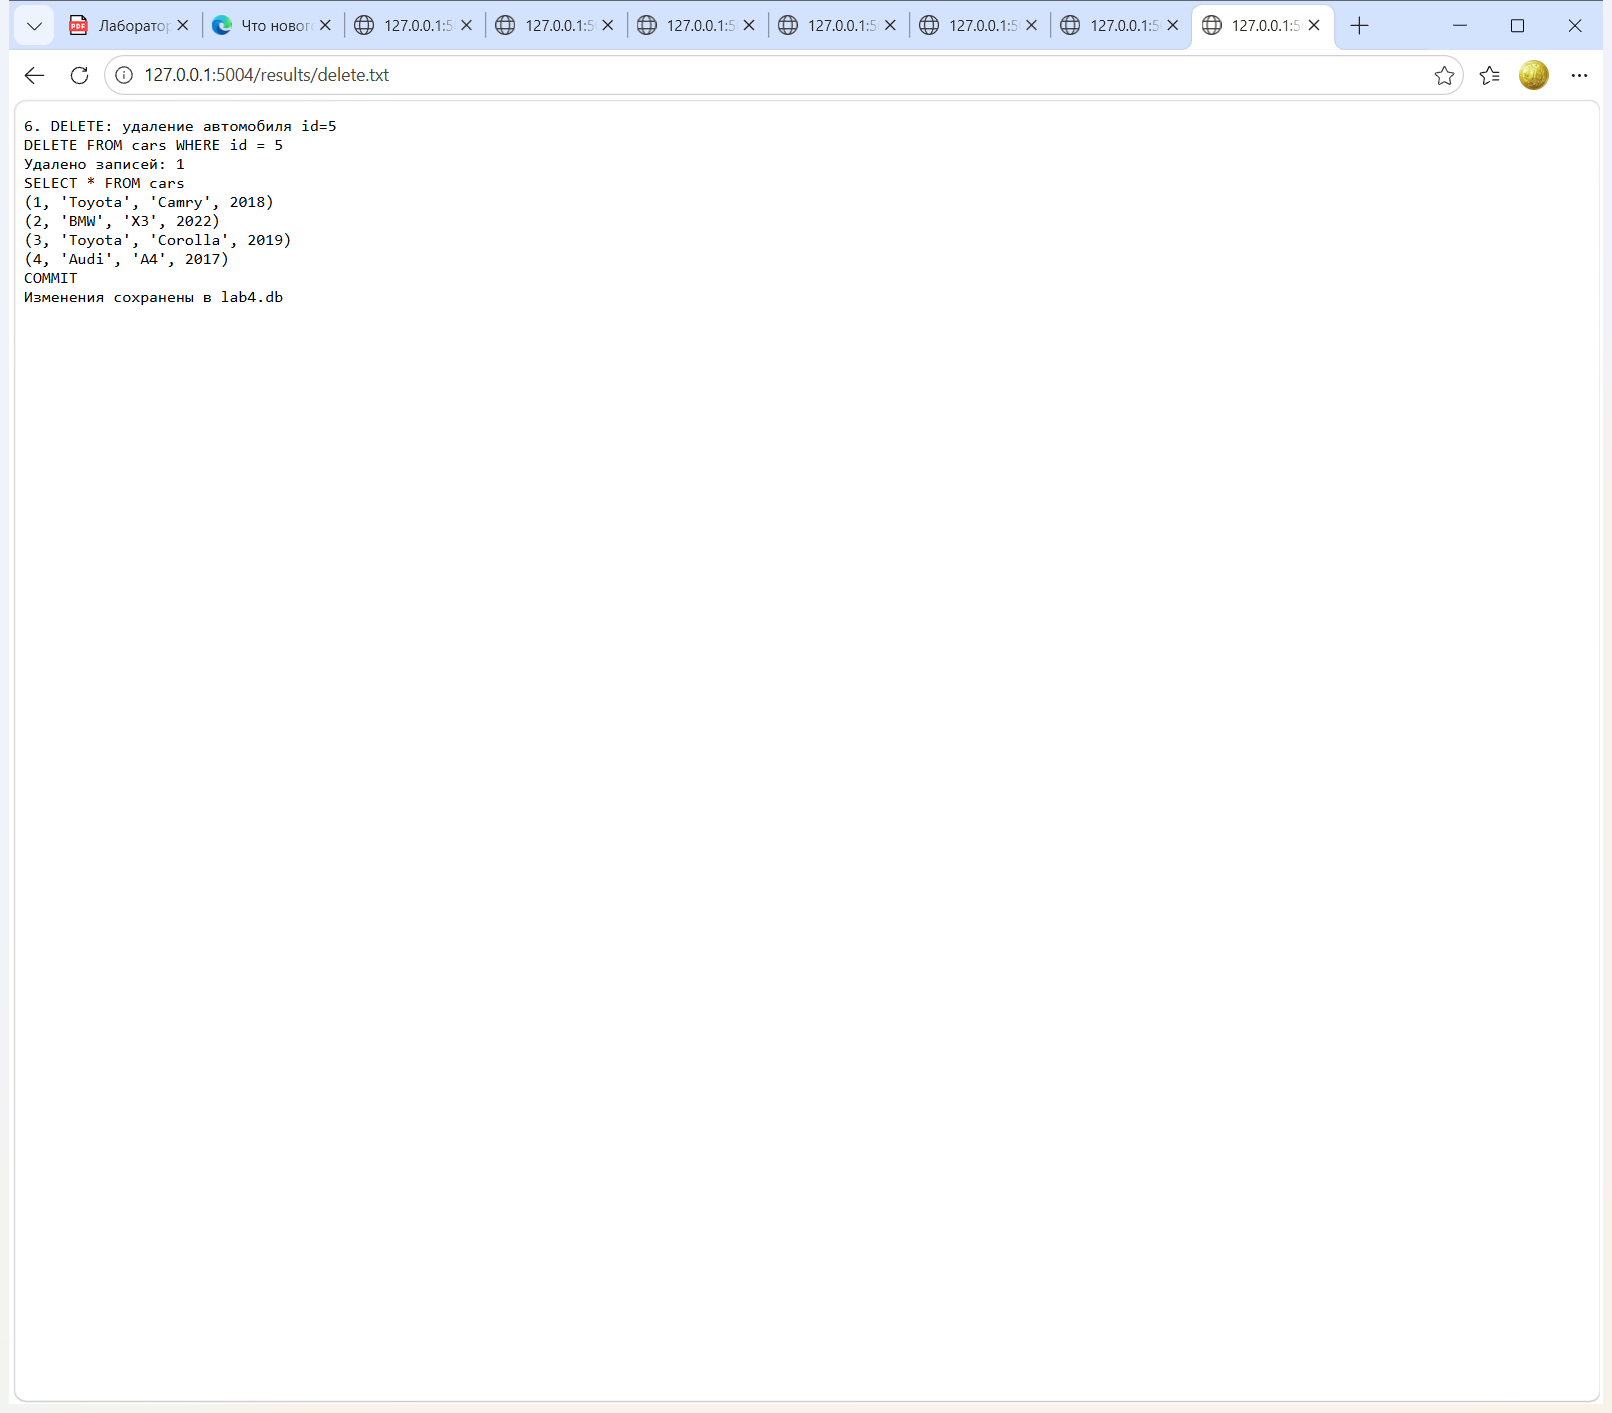 Лаборатор
Что новог
127.0.0.1:5
127.0.0.1:5
127.0.0.1:5
127.0.0.1:5
127.0.0.1:5
127.0.0.1:5
127.0.0.1:5
127.0.0.1:5004/results/delete.txt
6. DELETE: удаление автомобиля id=5
DELETE FROM cars WHERE id = 5
Удалено записей: 1
SELECT * FROM cars
(1, 'Toyota', 'Camry', 2018)
(2, 'BMW', 'X3', 2022)
(3, 'Toyota', 'Corolla', 2019)
(4, 'Audi', 'A4', 2017)
COMMIT
Изменения сохранены в lab4.db